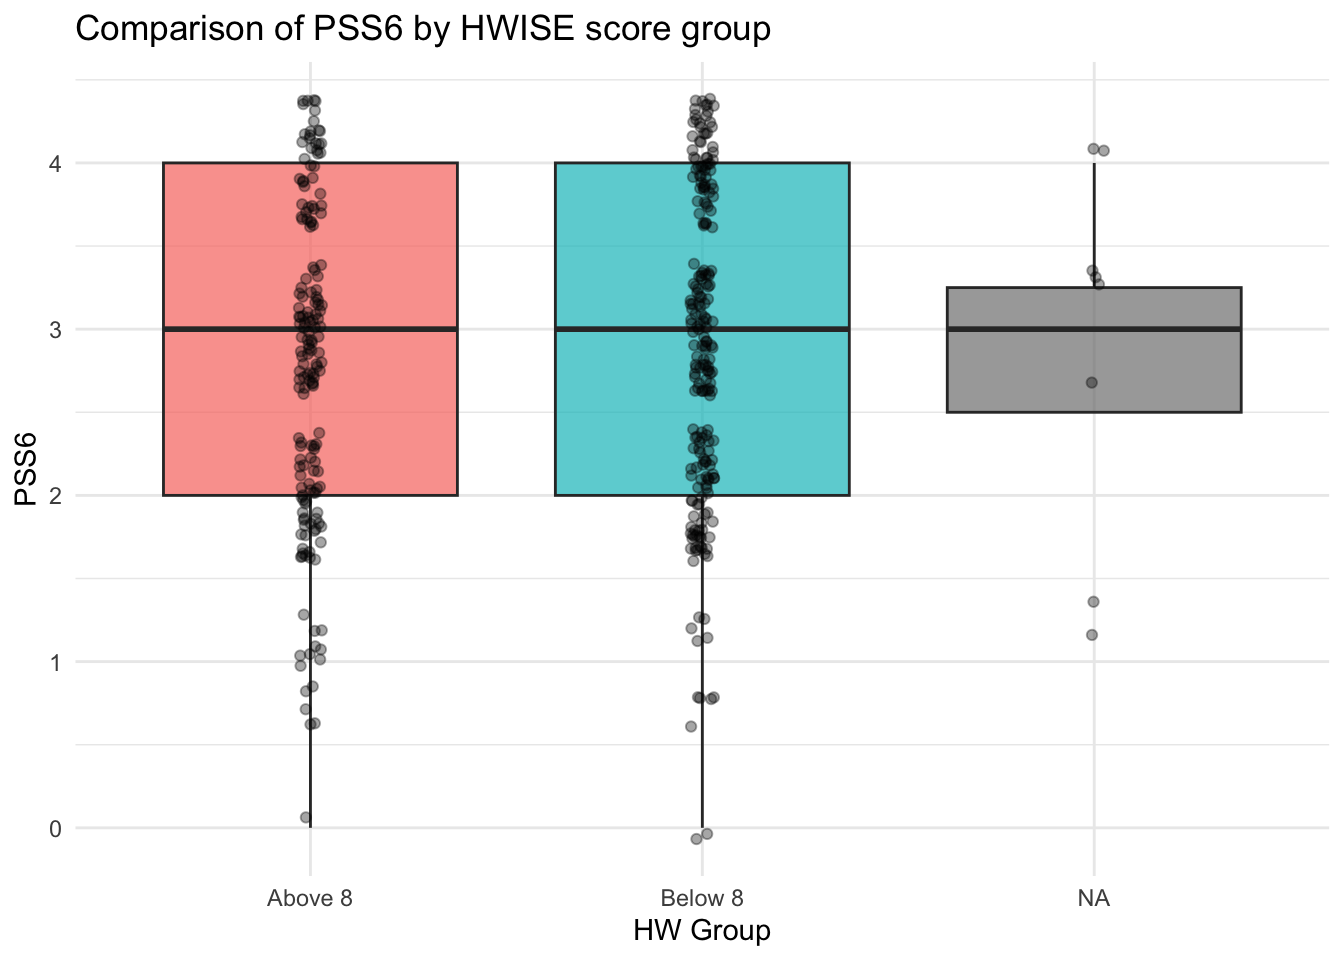 Comparison of PSS6 by HWISE score group
PSS6
4
3
2
1
0
Above 8
Below 8
NA
HW Group